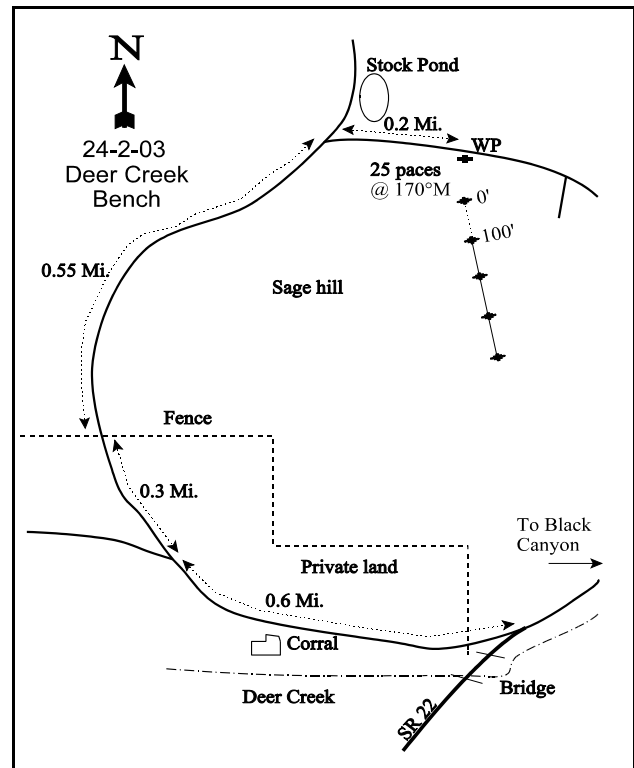 N
24-2-03
Deer Creek
Bench
Stock Pond
0.2 Mi.
WP
25 paces
@ 170°M
0'
100'
0.55 Mi.
Sage hill
Fence
0.3 Mi.
To Black
Canyon
Private land
0.6 Mi.
Corral
Deer Creek
Bridge
SR 22